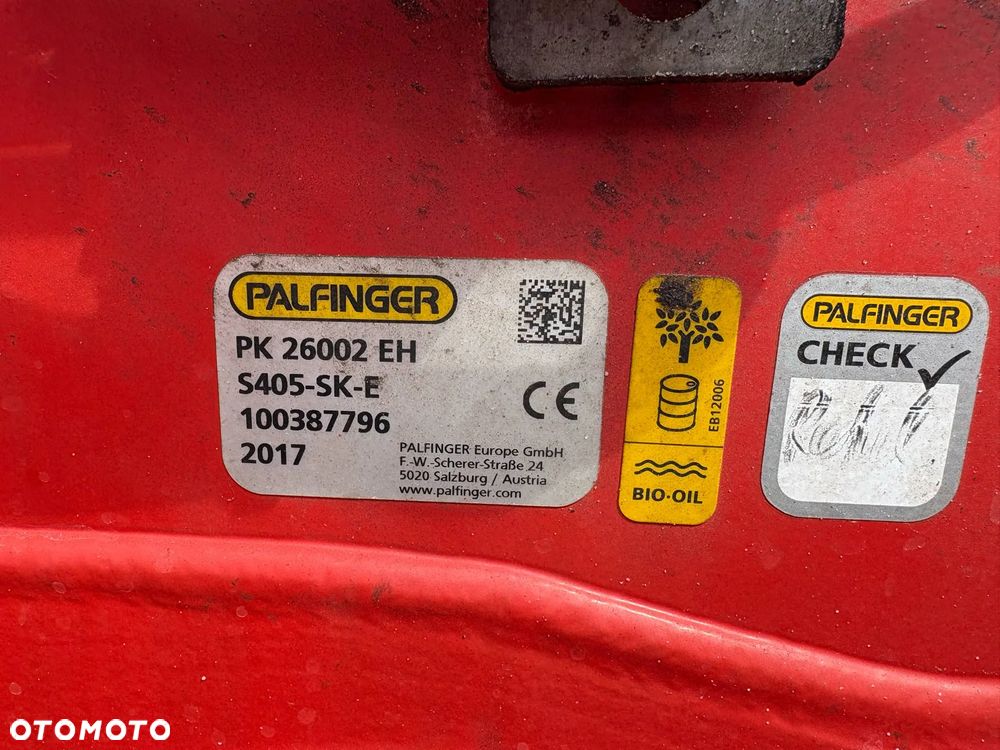 PALFINGER
PK 26002 EH
S405-SK-E
100387796
2017
CE
PALFINGER Europe GmbH
F.-W.-Scherer-Straße 24
5020 Salzburg / Austria
www.palfinger.com
EB12006
BIO-OIL
PALFINGER
CHECK
OTOMOTO